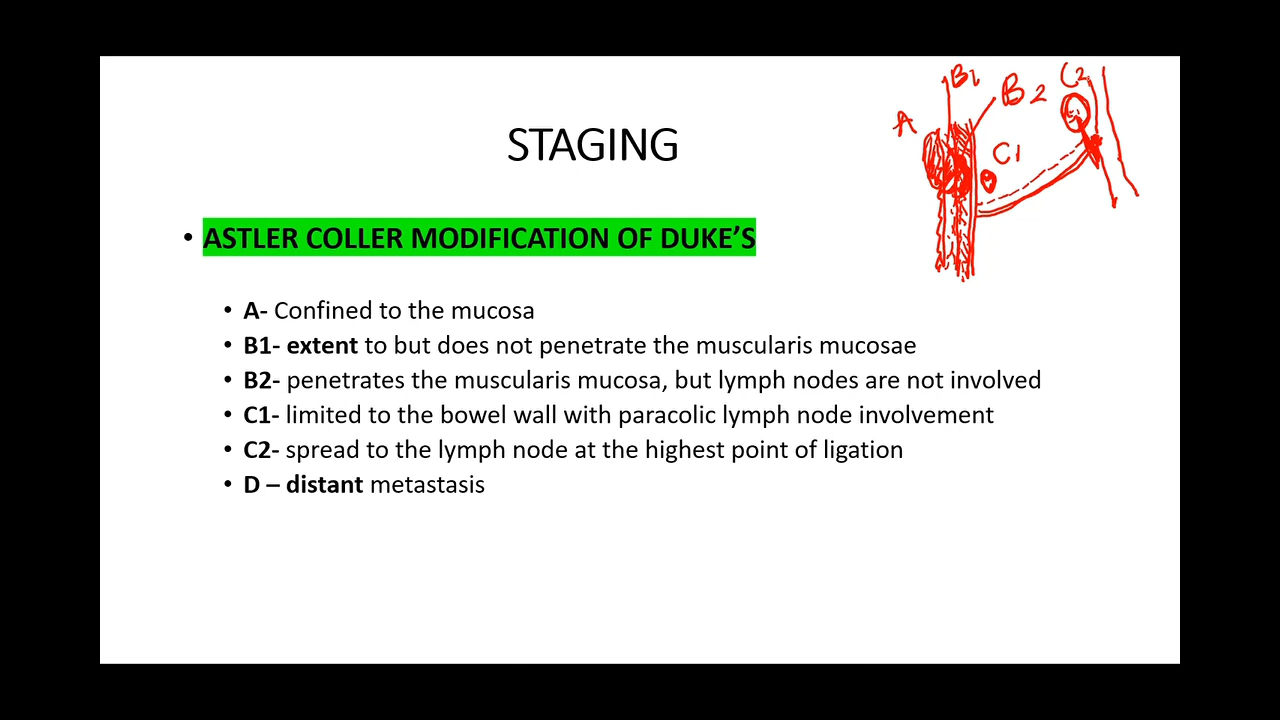 B1
C2
B2
A
STAGING
C1
• ASTLER COLLER MODIFICATION OF DUKE’S
• A- Confined to the mucosa
• B1- extent to but does not penetrate the muscularis mucosae
• B2- penetrates the muscularis mucosa, but lymph nodes are not involved
• C1- limited to the bowel wall with paracolic lymph node involvement
• C2- spread to the lymph node at the highest point of ligation
• D – distant metastasis